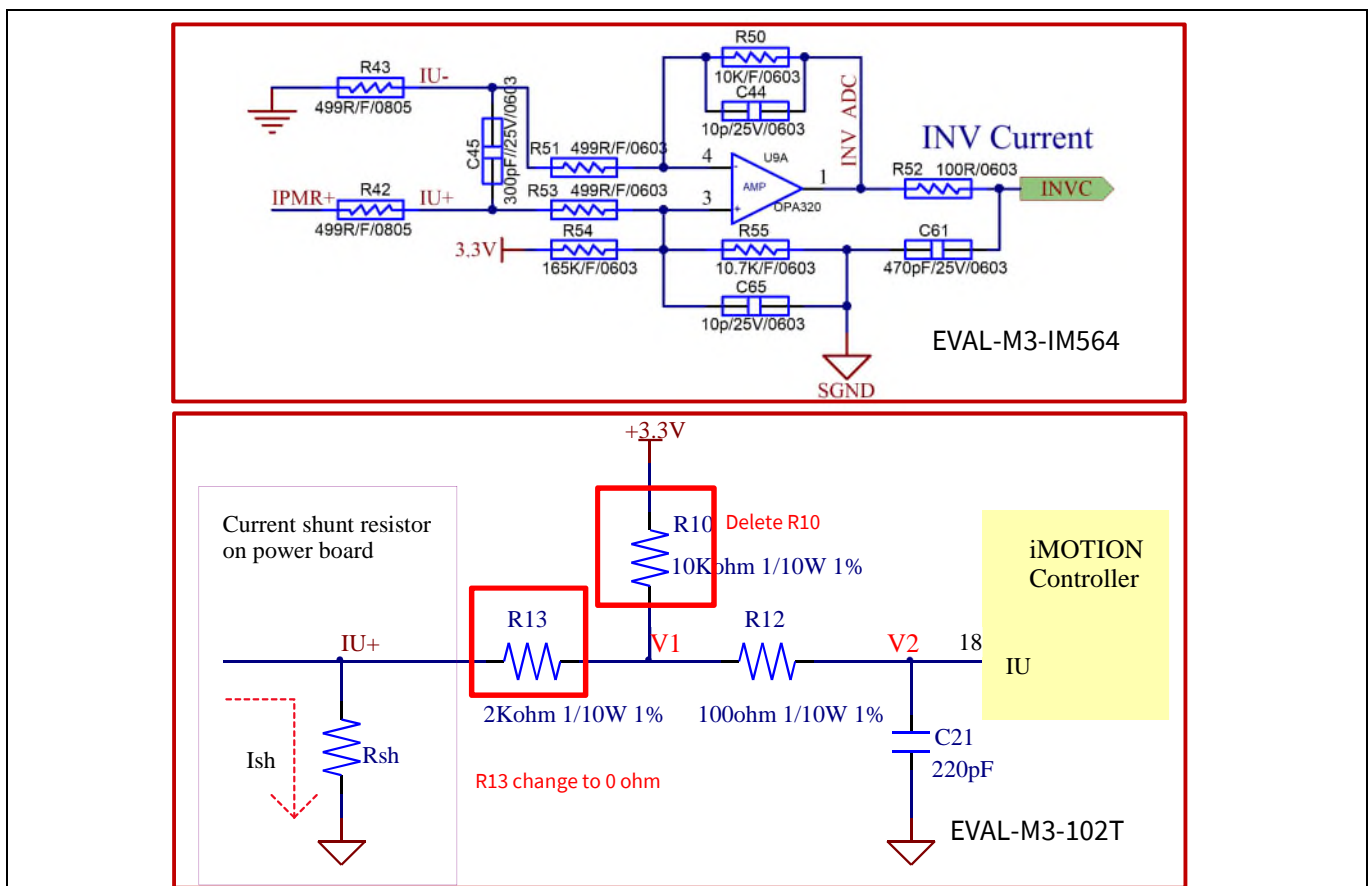 R50
10K/F/0603
C44
10p/25V/0603
R43
IU-
499R/F/0805
C45
300pF//25V/0603
INV_ADC
INV Current
R51 499R/F/0603
R53 499R/F/0603
4
U9A
-
AMP
+
1
3
OPA320
R52 100R/0603
INVC
IPMR+
R42
IU+
499R/F/0805
3.3V
R54
165K/F/0603
R55
10.7K/F/0603
C65
10p/25V/0603
C61
470pF/25V/0603
SGND
EVAL-M3-IM564
+3.3V
Current shunt resistor
on power board
R10
Delete R10
10Kohm 1/10W 1%
iMOTION
Controller
R13
R12
IU+
V1
V2
18
IU
2Kohm 1/10W 1%
100ohm 1/10W 1%
Ish
Rsh
C21
220pF
R13 change to 0 ohm
EVAL-M3-102T